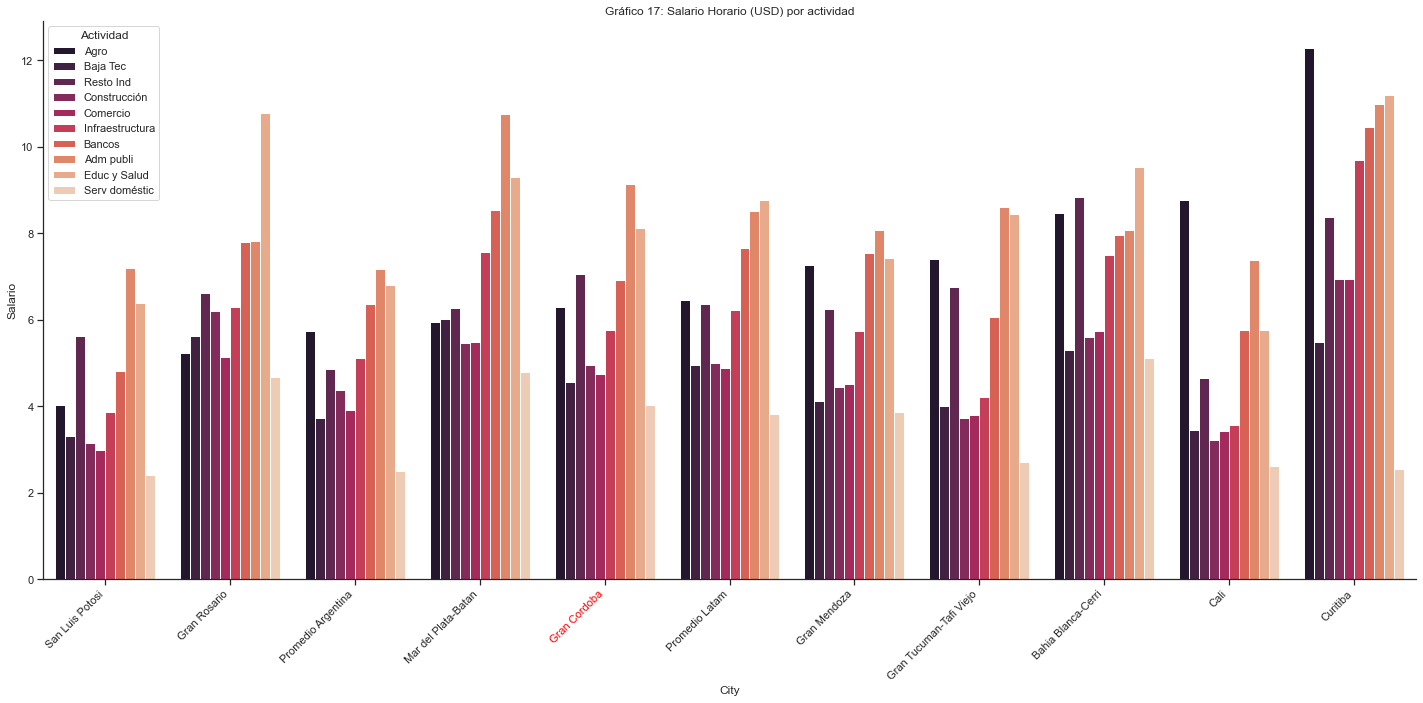 Gráfico 17: Salario Horario (USD) por actividad
Actividad
Agro
Baja Tec
Resto Ind
Construcción
Comercio
Infraestructura
Bancos
Adm publi
Educ y Salud
Serv doméstic
Salario
12
10
8
6
4
2
0
San Luis Potosi
Gran Rosario
Promedio Argentina
Mar del Plata-Batan
Gran Cordoba
Promedio Latam
Gran Mendoza
Gran Tucuman-Tafi VIejo
Bahia Blanca-Cerri
Cali
Curitiba
City